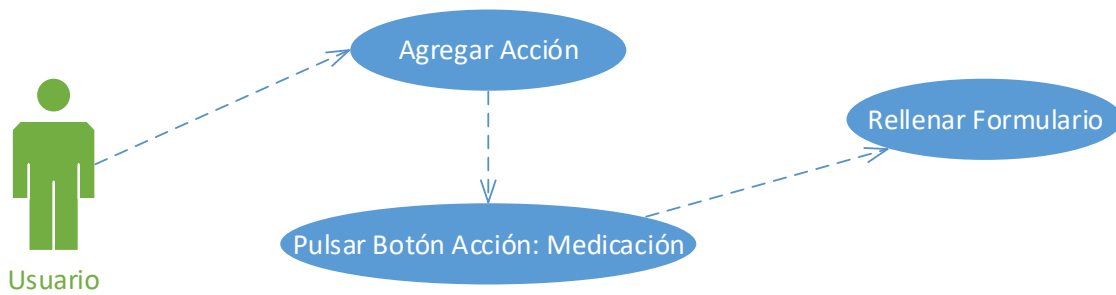 Agregar Acción
Rellenar Formulario
Pulsar Botón Acción: Medicación
Usuario